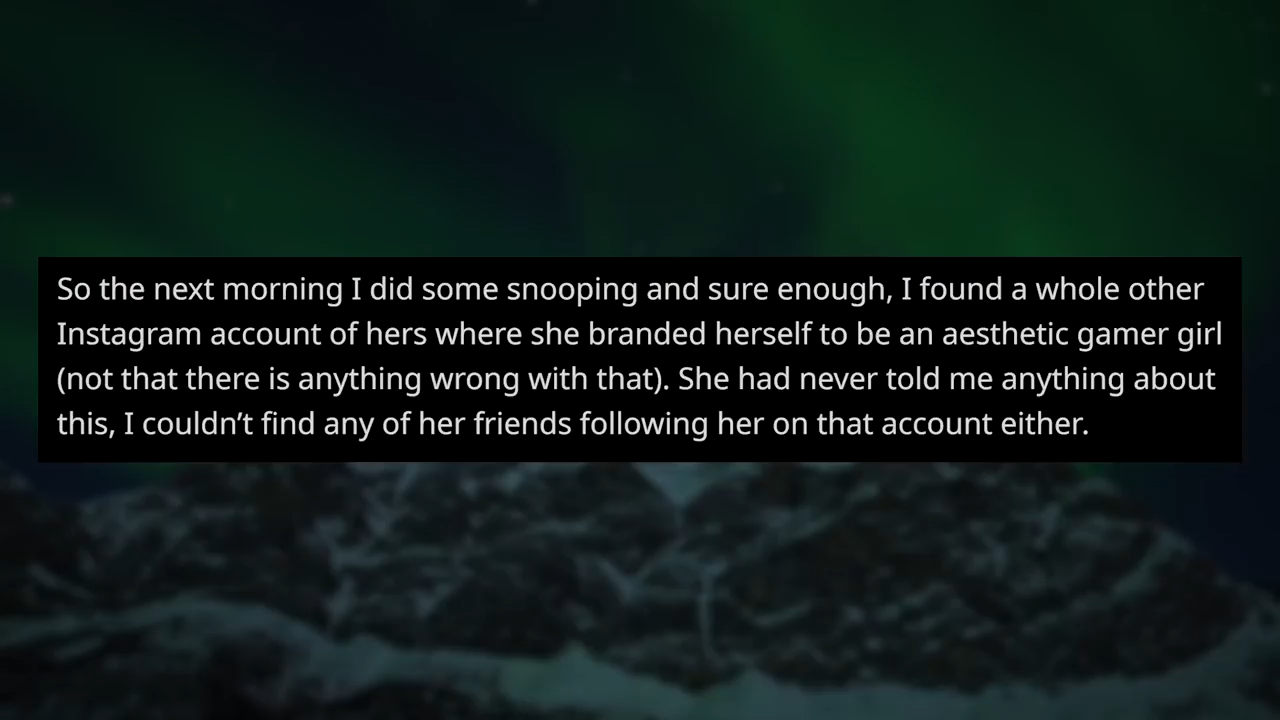 So the next morning I did some snooping and sure enough, I found a whole other
Instagram account of hers where she branded herself to be an aesthetic gamer girl
(not that there is anything wrong with that). She had never told me anything about
this, I couldn’t find any of her friends following her on that account either.